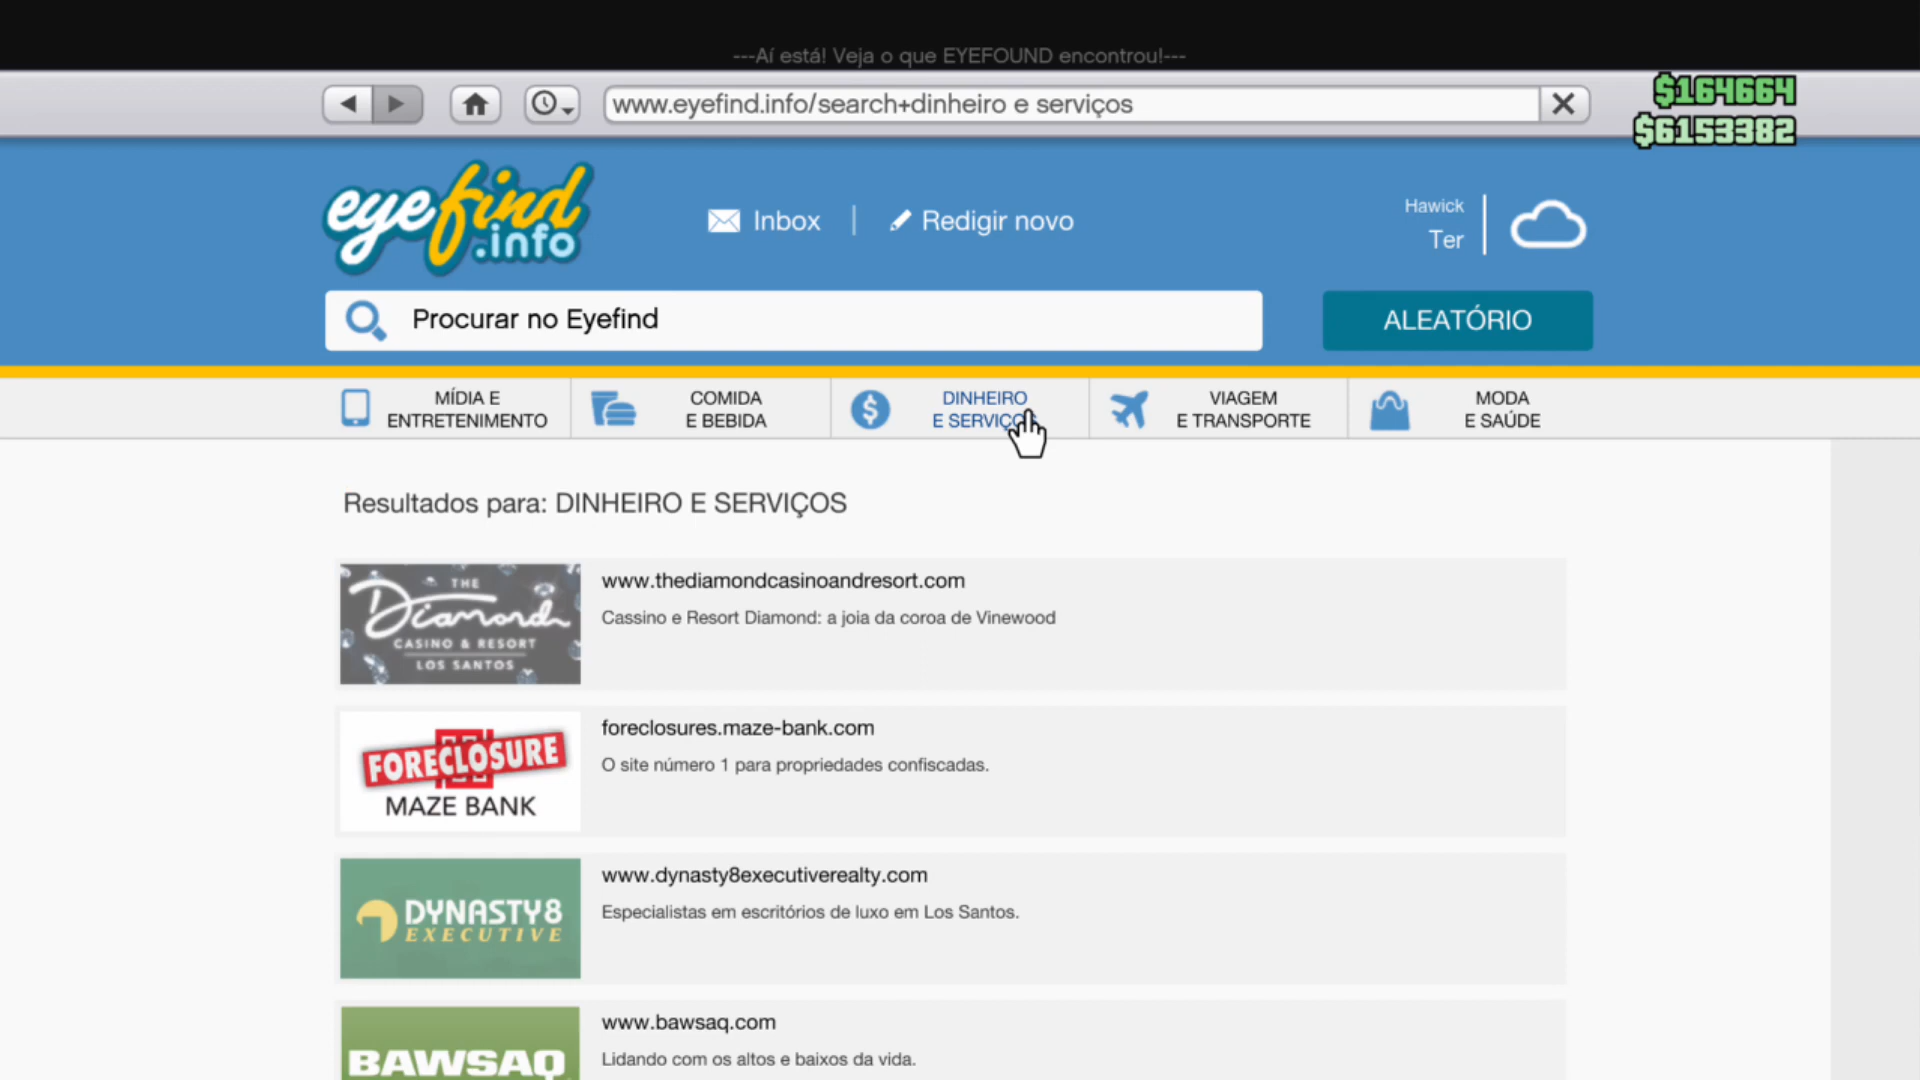 ---Aí está! Veja o que EYEFOUND encontrou!---
www.eyefind.info/search+dinheiro e serviços
$164664
$6153382
eyefind
.info
Inbox
Redigir novo
Hawick
Ter
Procurar no Eyefind
ALEATÓRIO
MÍDIA E
ENTRETENIMENTO
COMIDA
E BEBIDA
DINHEIRO
E SERVIÇOS
VIAGEM
E TRANSPORTE
MODA
E SAÚDE
Resultados para: DINHEIRO E SERVIÇOS
THE
Diamond
CASINO & RESORT
LOS SANTOS
www.thediamondcasinoandresort.com
Cassino e Resort Diamond: a joia da coroa de Vinewood
FORECLOSURE
MAZE BANK
foreclosures.maze-bank.com
O site número 1 para propriedades confiscadas.
DYNASTY8
EXECUTIVE
www.dynasty8executiverealty.com
Especialistas em escritórios de luxo em Los Santos.
BAWSAQ
www.bawsaq.com
Lidando com os altos e baixos da vida.